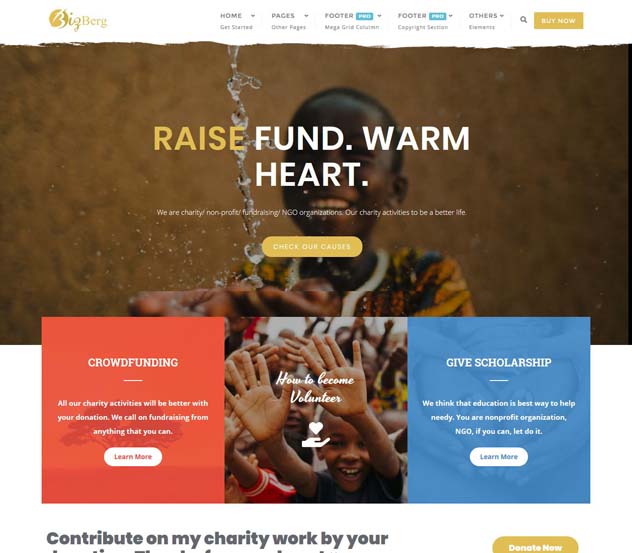 BigBerg
HOME PAGES FOOTER PRO FOOTER PRO OTHERS BUY NOW
Get Started Other Pages Mega Grid Column Copyright Section Elements
RAISE FUND. WARM
HEART.
We are charity/ non-profit/ fundraising/ NGO organizations. Our charity activities to be a better life.
CHECK OUR CAUSES
CROWDFUNDING
All our charity activities will be better with
your donation. We call on fundraising from
anything that you can.
Learn More
How to become
Volunteer
GIVE SCHOLARSHIP
We think that education is best way to help
needy. You are nonprofit organization,
NGO, if you can, let do it.
Learn More
Contribute on my charity work by your
Donate Now